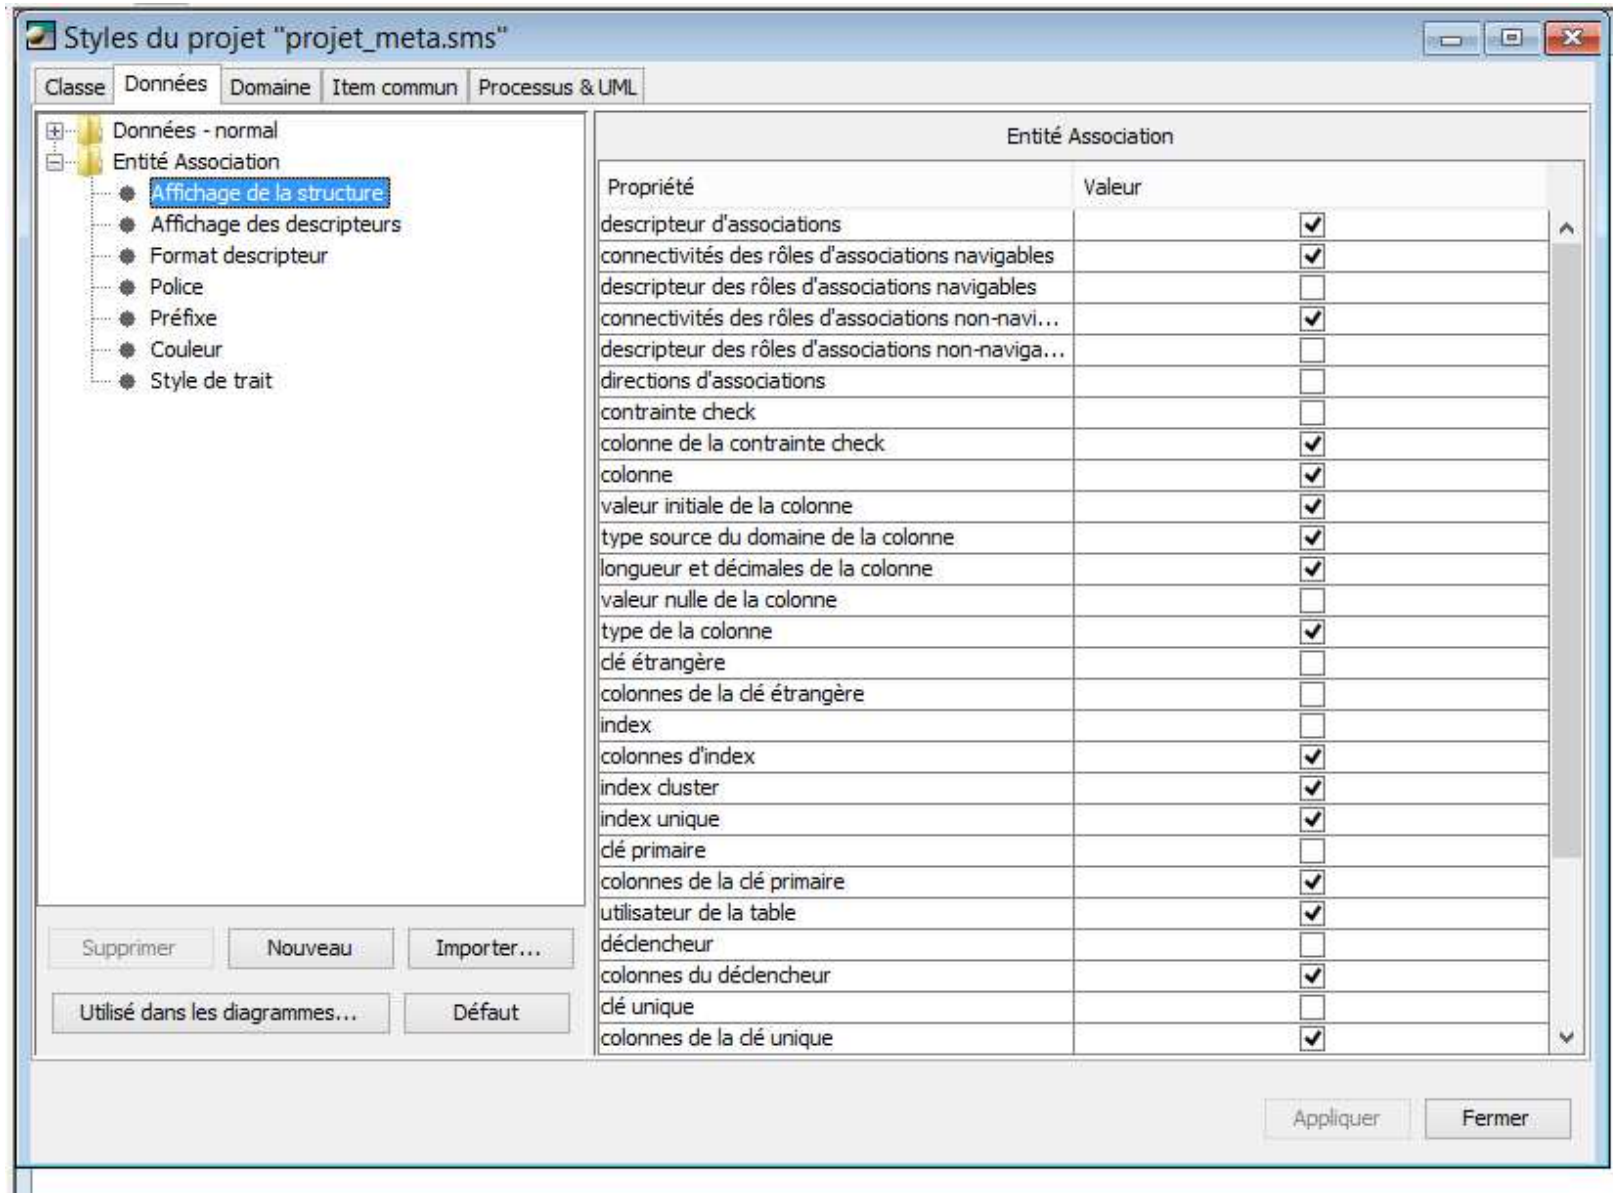 Styles du projet "projet_meta.sms"
Classe Données Domaine Item commun Processus & UML
Données - normal
Entité Association
Affichage de la structure
Affichage des descripteurs
Format descripteur
Police
Préfixe
Couleur
Style de trait
Supprimer Nouveau Importer...
Utilisé dans les diagrammes... Défaut
Entité Association
Propriété Valeur
descripteur d'associations
connectivités des rôles d'associations navigables
descripteur des rôles d'associations navigables
connectivités des rôles d'associations non-navi...
descripteur des rôles d'associations non-naviga...
directions d'associations
contrainte check
colonne de la contrainte check
colonne
valeur initiale de la colonne
type source du domaine de la colonne
longueur et décimales de la colonne
valeur nulle de la colonne
type de la colonne
clé étrangère
colonnes de la clé étrangère
index
colonnes d'index
index cluster
index unique
clé primaire
colonnes de la clé primaire
utilisateur de la table
déclencheur
colonnes du déclencheur
clé unique
colonnes de la clé unique
Appliquer Fermer